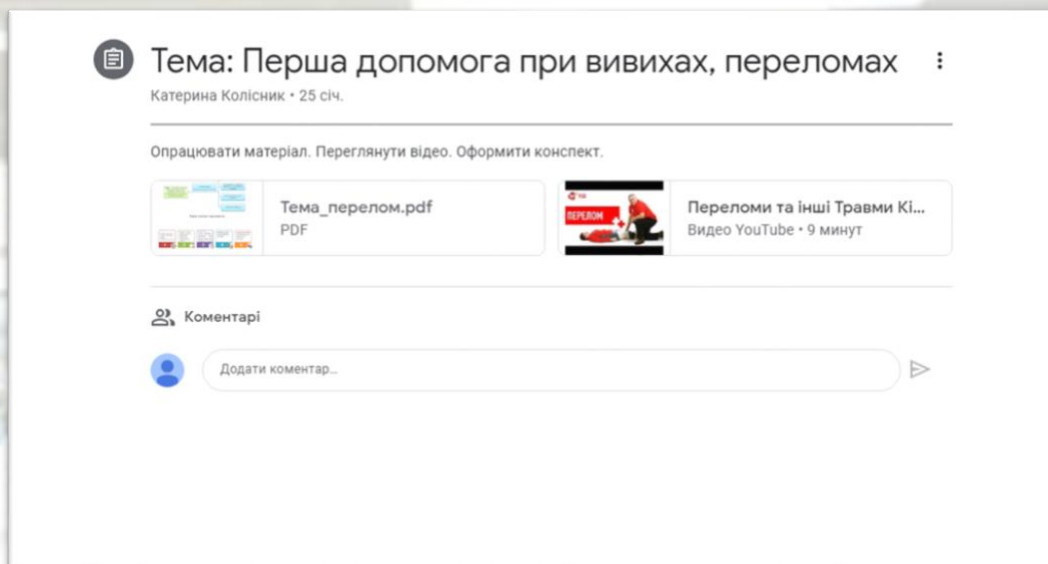 Тема: Перша допомога при вивихах, переломах
Катерина Колісник • 25 січ.
Опрацювати матеріал. Переглянути відео. Оформити конспект.
Тема_перелом.pdf
PDF
ПЕРЕЛОМ
Переломи та інші Травми Кі...
Видео YouTube • 9 минут
Коментарі
Додати коментар...